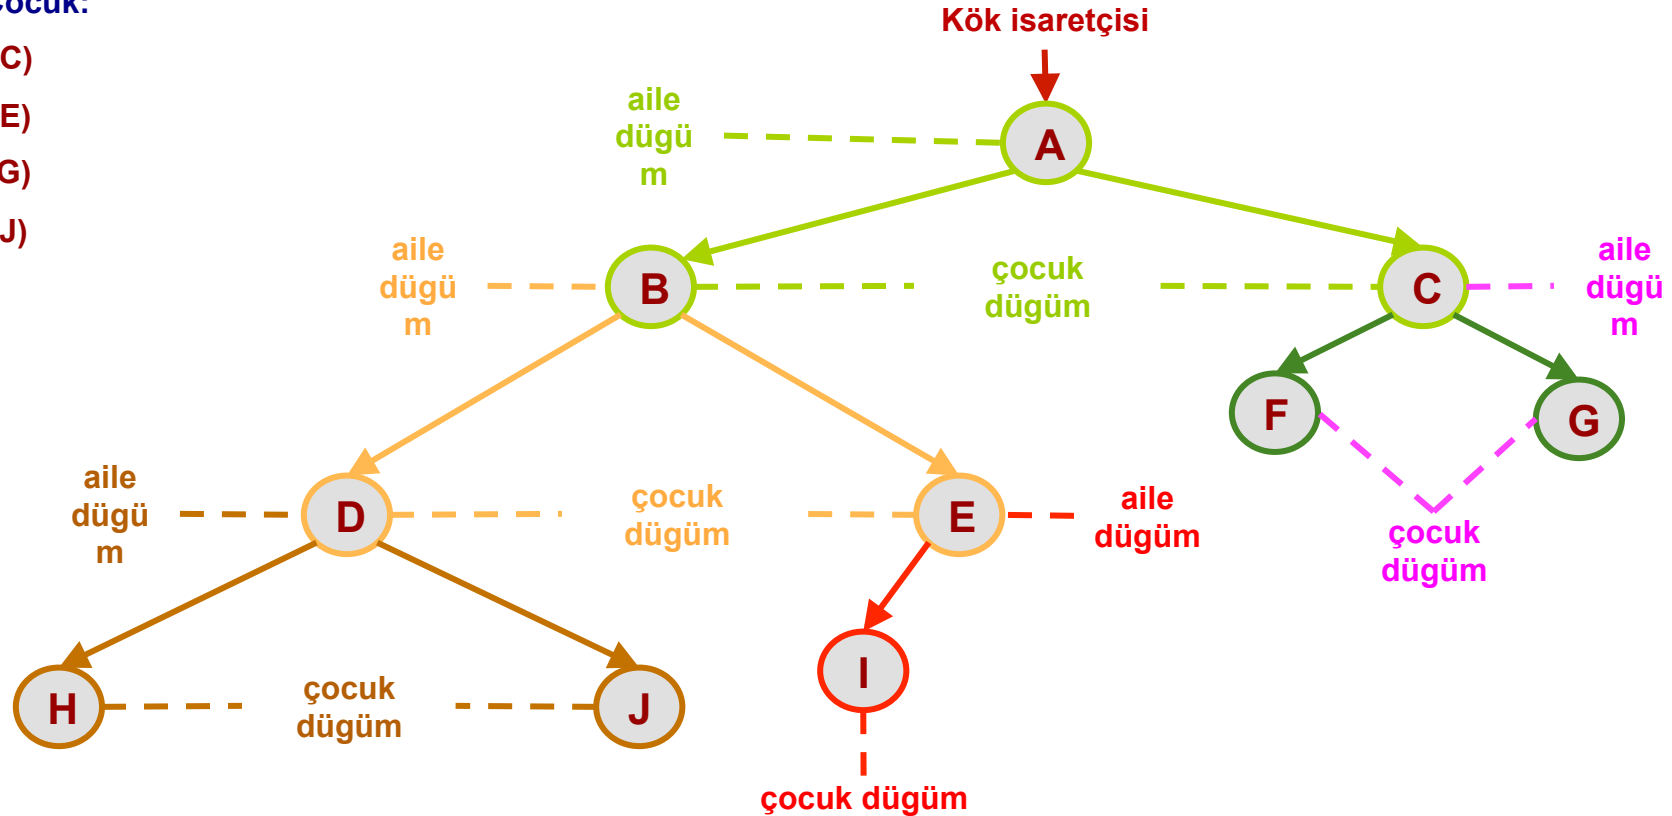 Çocuk:
C)
E)
G)
J)
Kök isaretçisi
aile
dügü
m
A
aile
dügü
m
B
çocuk
dügüm
C
aile
dügü
m
F
G
aile
dügü
m
D
çocuk
dügüm
E
aile
dügüm
çocuk
dügüm
H
çocuk
dügüm
J
I
çocuk dügüm